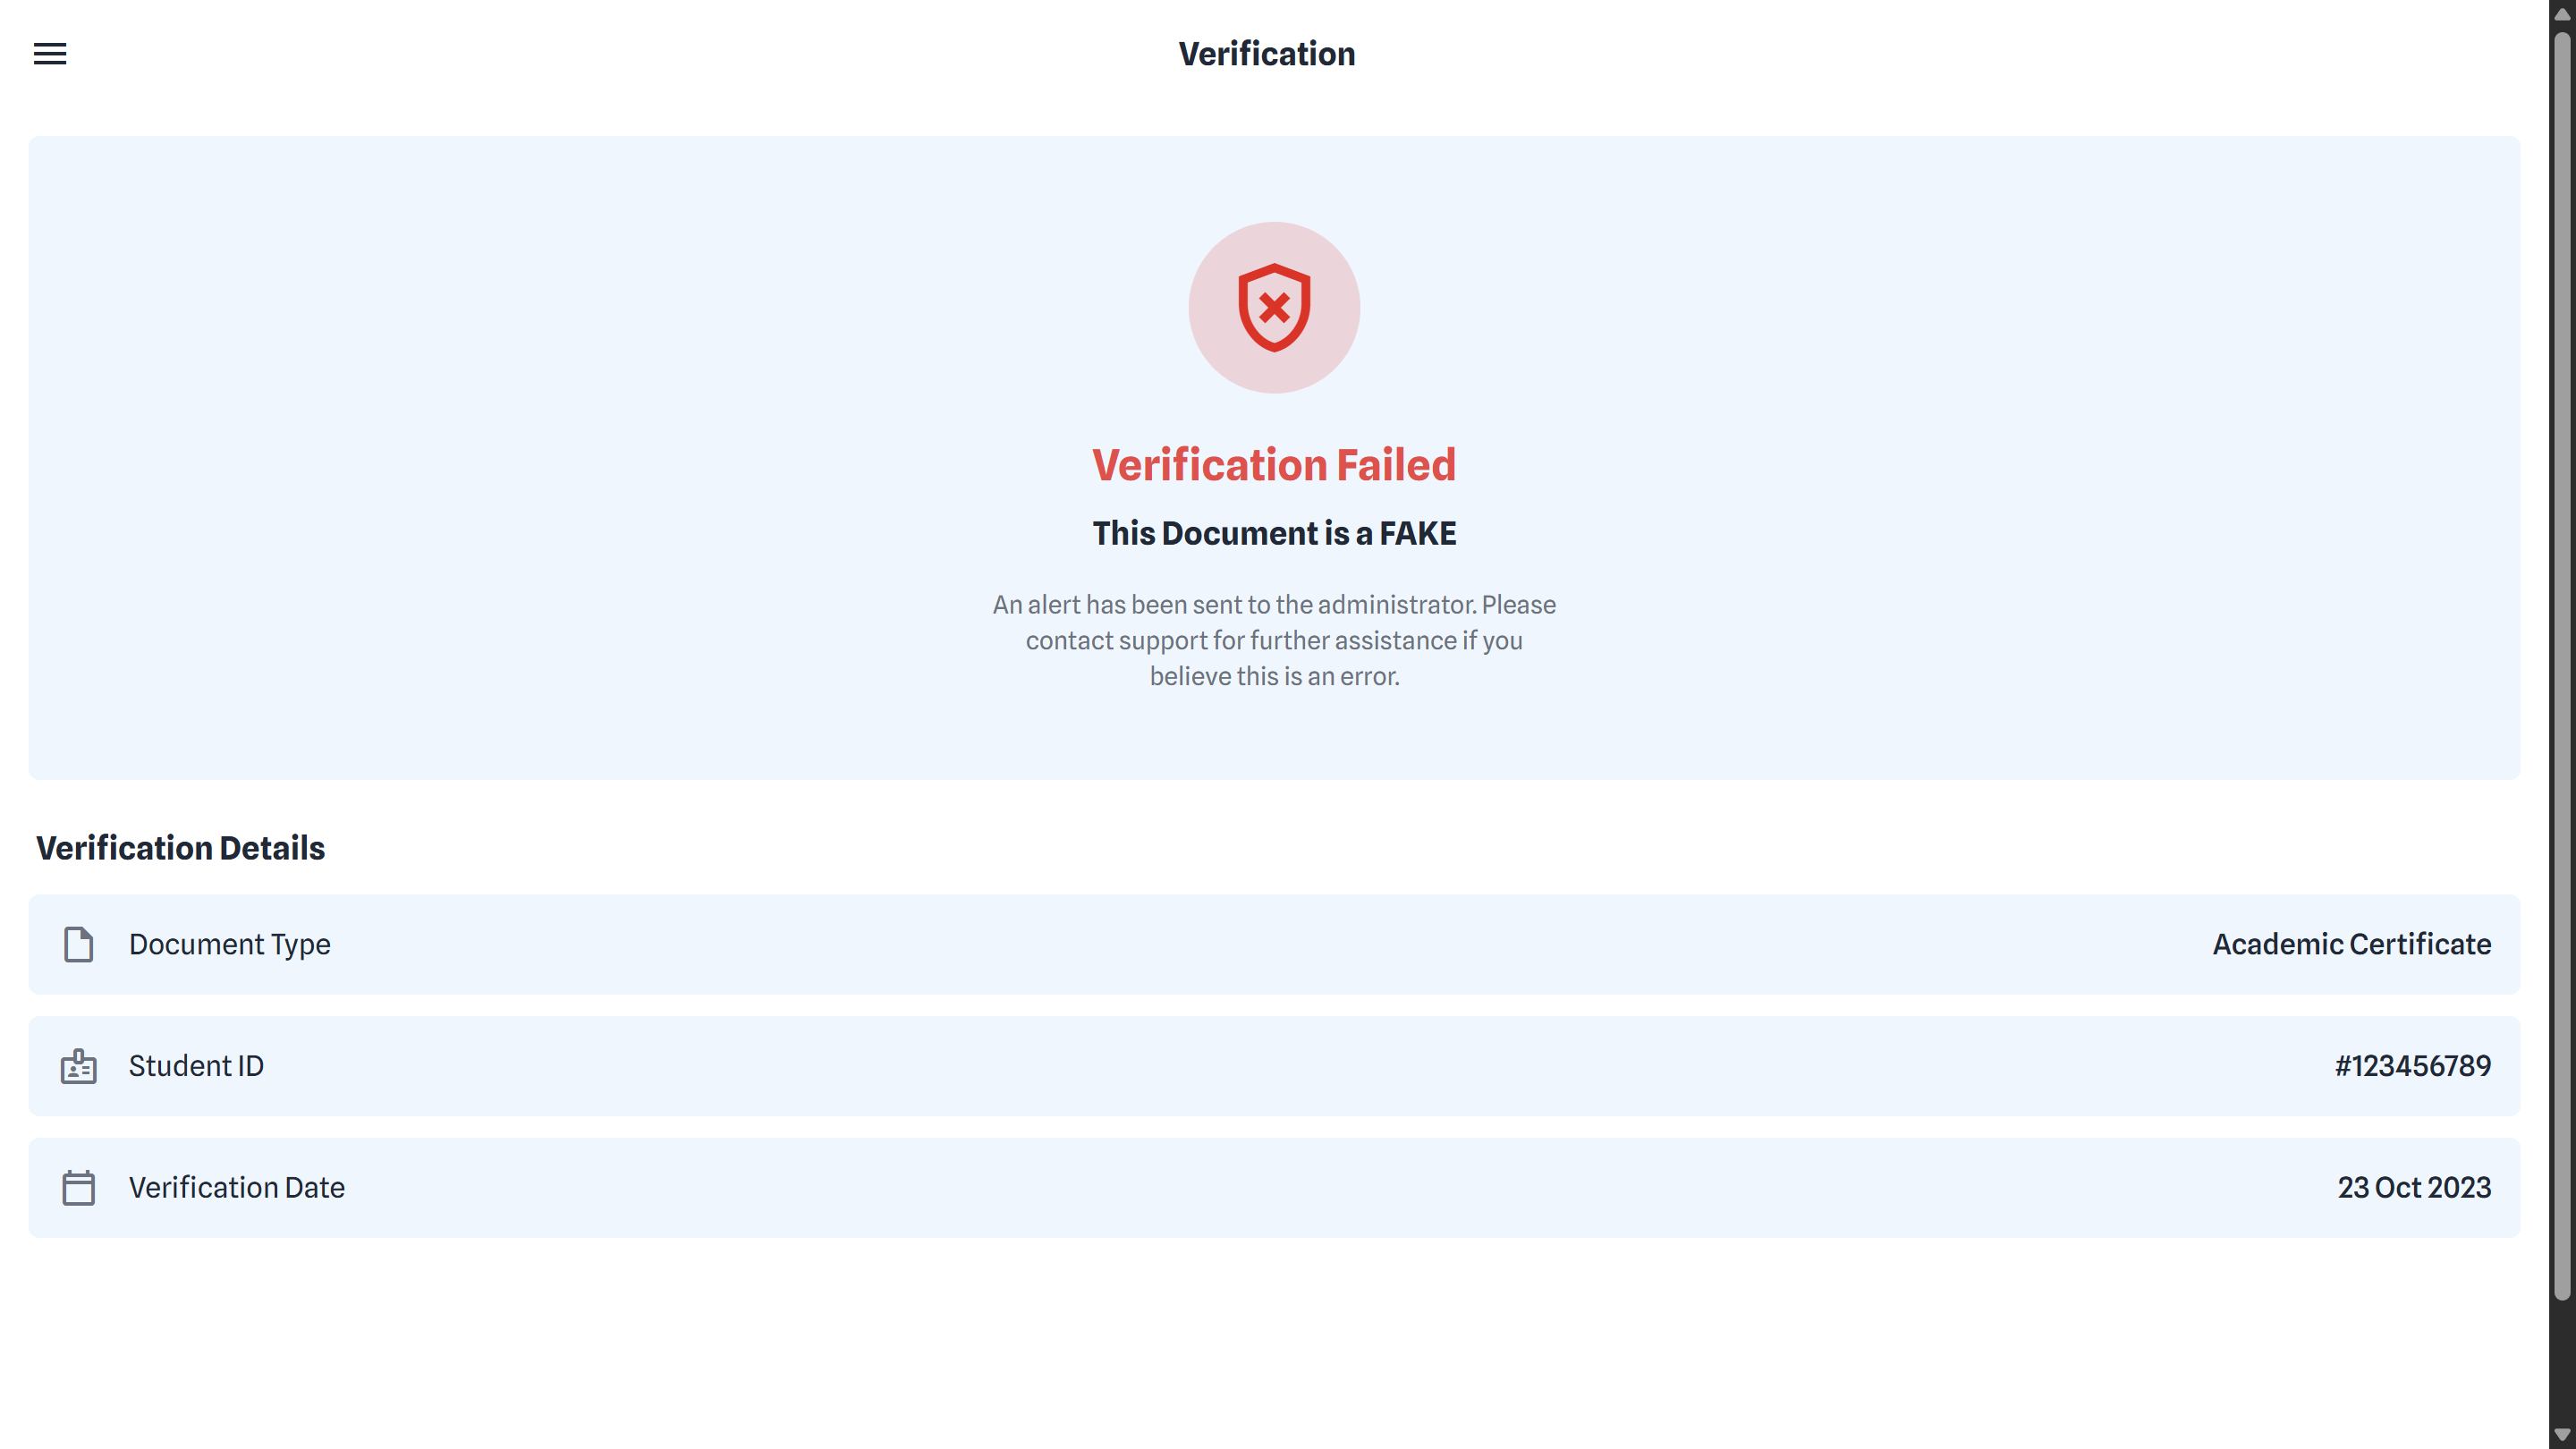 Verification
Verification Failed
This Document is a FAKE
An alert has been sent to the administrator. Please
contact support for further assistance if you
believe this is an error.
Verification Details
Document Type
Academic Certificate
Student ID
#123456789
Verification Date
23 Oct 2023